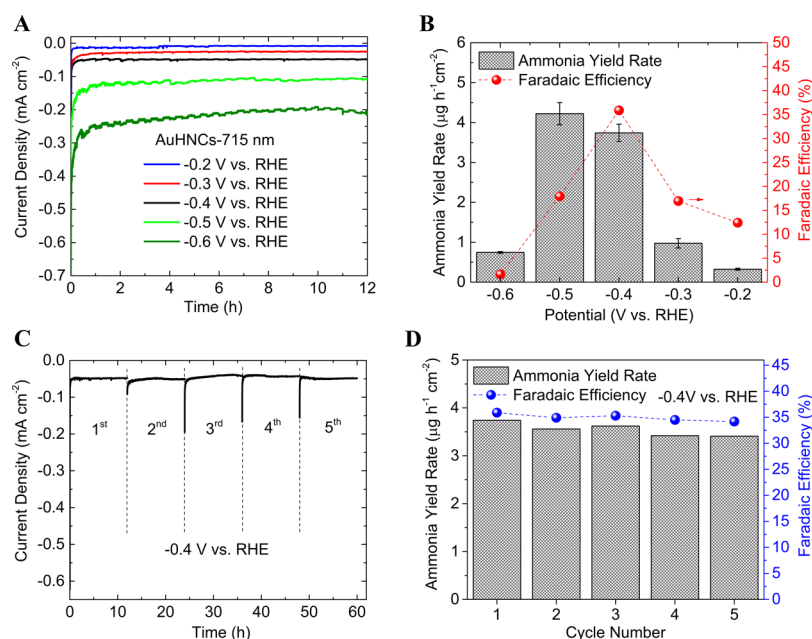 A
0.0
-0.1
-0.2
-0.3
-0.4
-0.5
-0.6
-0.7
Current Density (mA cm⁻²)
AuHNCs-715 nm
-0.2 V vs. RHE
-0.3 V vs. RHE
-0.4 V vs. RHE
-0.5 V vs. RHE
-0.6 V vs. RHE
0 2 4 6 8 10 12
Time (h)
B
6
5
4
3
2
1
0
Ammonia Yield Rate (µg h⁻¹ cm⁻²)
Ammonia Yield Rate
Faradaic Efficiency
50
45
40
35
30
25
20
15
10
5
0
Faradaic Efficiency (%)
-0.6 -0.5 -0.4 -0.3 -0.2
Potential (V vs. RHE)
C
0.0
-0.1
-0.2
-0.3
-0.4
-0.5
-0.6
Current Density (mA cm⁻²)
1ˢᵗ 2ⁿᵈ 3ʳᵈ 4ᵗʰ 5ᵗʰ
-0.4 V vs. RHE
0 10 20 30 40 50 60
Time (h)
D
5
4
3
2
1
0
Ammonia Yield Rate (µg h⁻¹ cm⁻²)
Ammonia Yield Rate
Faradaic Efficiency -0.4V vs. RHE
45
40
35
30
25
20
15
10
5
0
Faradaic Efficiency (%)
1 2 3 4 5
Cycle Number